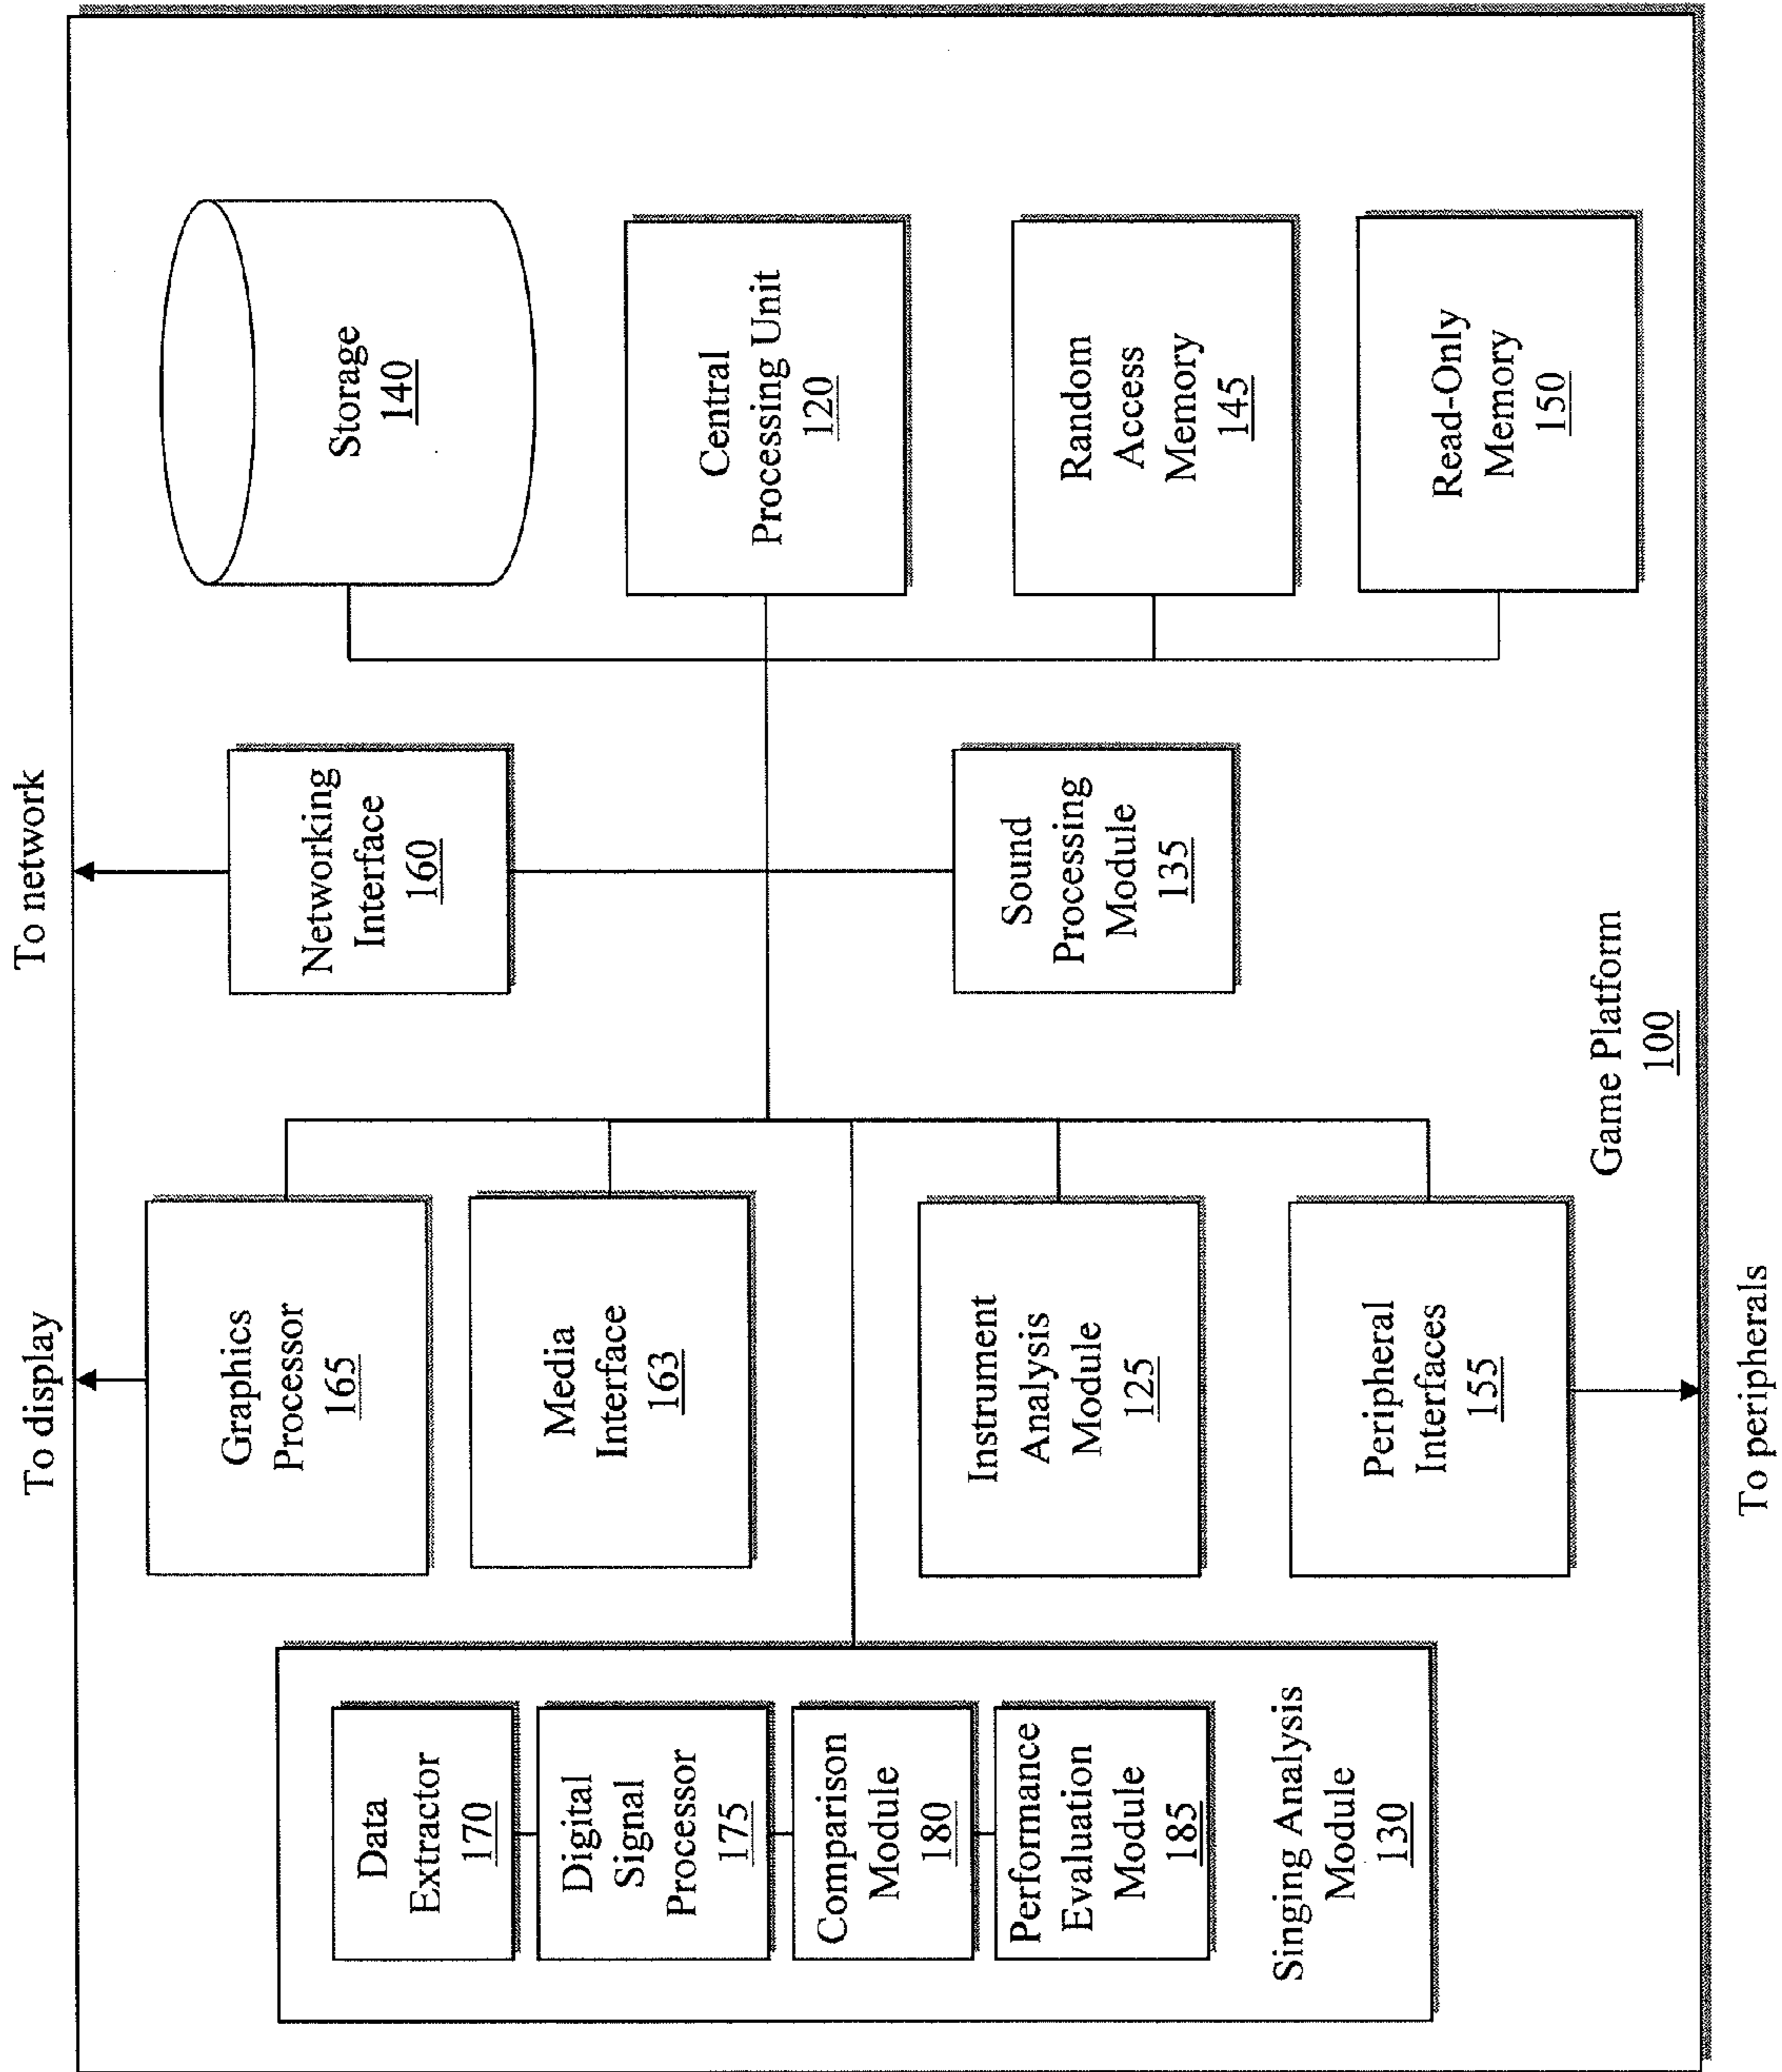 To display
To network
Data
Extractor
170
Digital
Signal
Processor
175
Comparison
Module
180
Performance
Evaluation
Module
185
Singing Analysis
Module
130
Graphics
Processor
165
Media
Interface
163
Instrument
Analysis
Module
125
Peripheral
Interfaces
155
Networking
Interface
160
Sound
Processing
Module
135
Storage
140
Central
Processing Unit
120
Random
Access
Memory
145
Read-Only
Memory
150
Game Platform
100
To peripherals